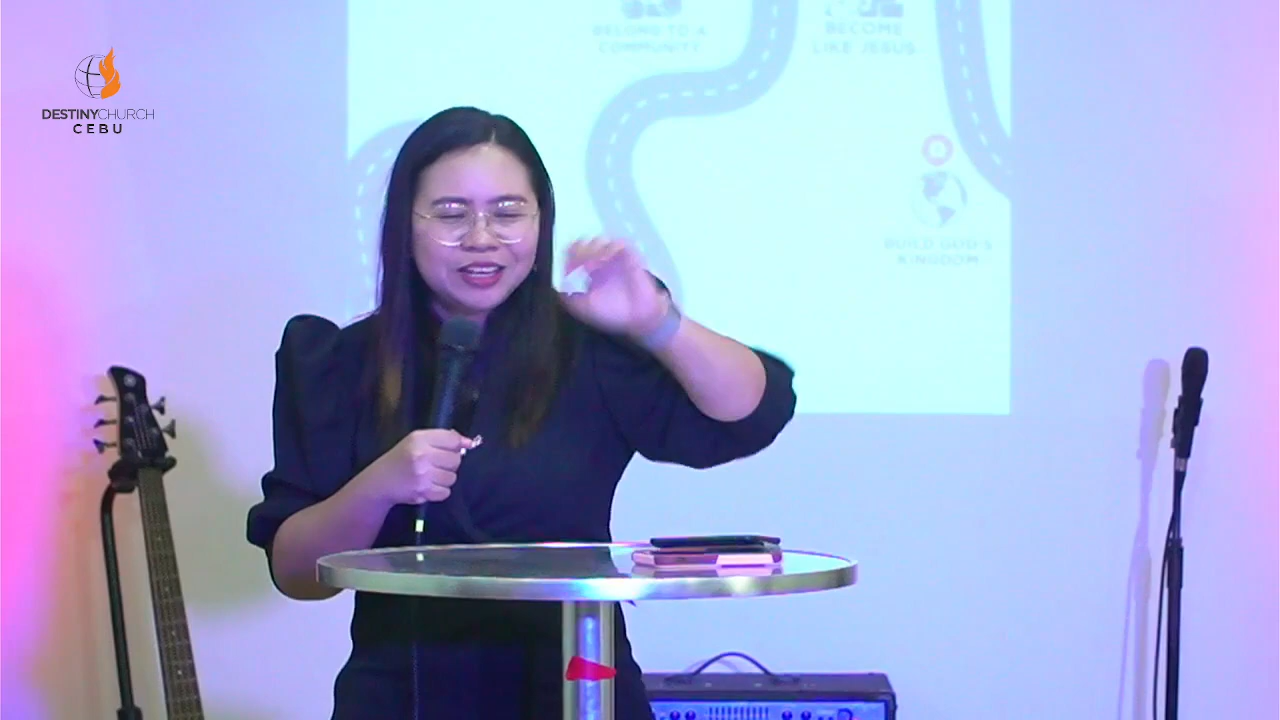 DESTINYCHURCH
CEBU
BELONG TO A
COMMUNITY
BECOME
LIKE JESUS
BUILD GOD'S
KINGDOM